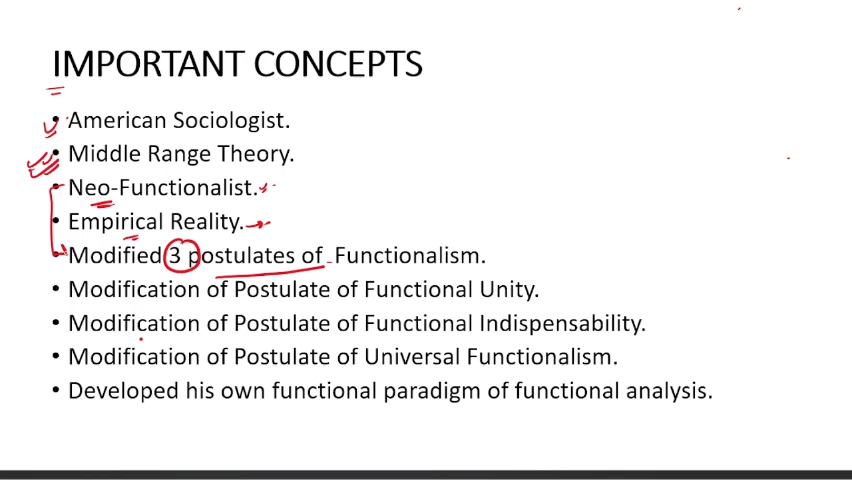 IMPORTANT CONCEPTS
• American Sociologist.
• Middle Range Theory.
• Neo-Functionalist.
• Empirical Reality.
• Modified 3 postulates of Functionalism.
• Modification of Postulate of Functional Unity.
• Modification of Postulate of Functional Indispensability.
• Modification of Postulate of Universal Functionalism.
• Developed his own functional paradigm of functional analysis.